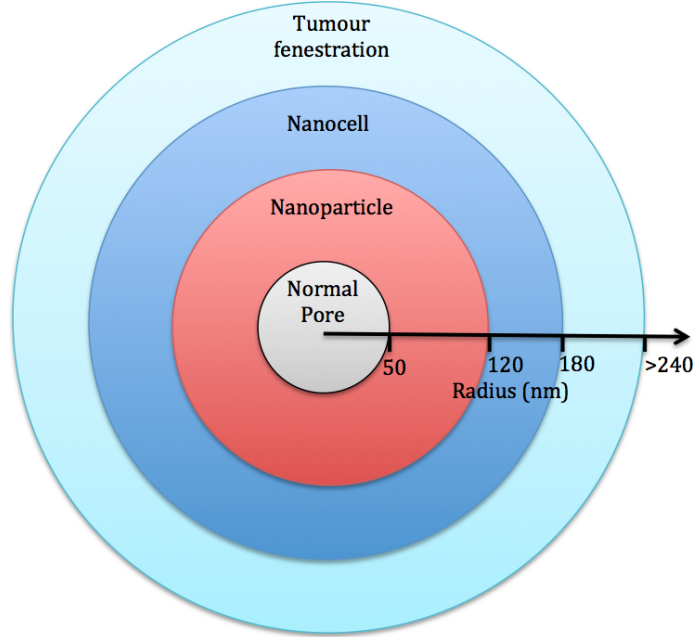 Tumour
fenestration
Nanocell
Nanoparticle
Normal
Pore
50
120
180
>240
Radius (nm)